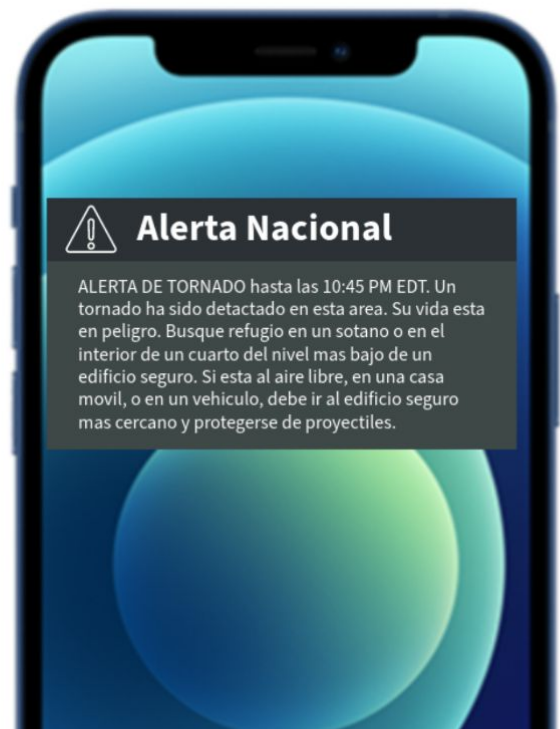 Alerta Nacional
ALERTA DE TORNADO hasta las 10:45 PM EDT. Un
tornado ha sido detactado en esta area. Su vida esta
en peligro. Busque refugio en un sotano o en el
interior de un cuarto del nivel mas bajo de un
edificio seguro. Si esta al aire libre, en una casa
movil, o en un vehiculo, debe ir al edificio seguro
mas cercano y protegerse de proyectiles.